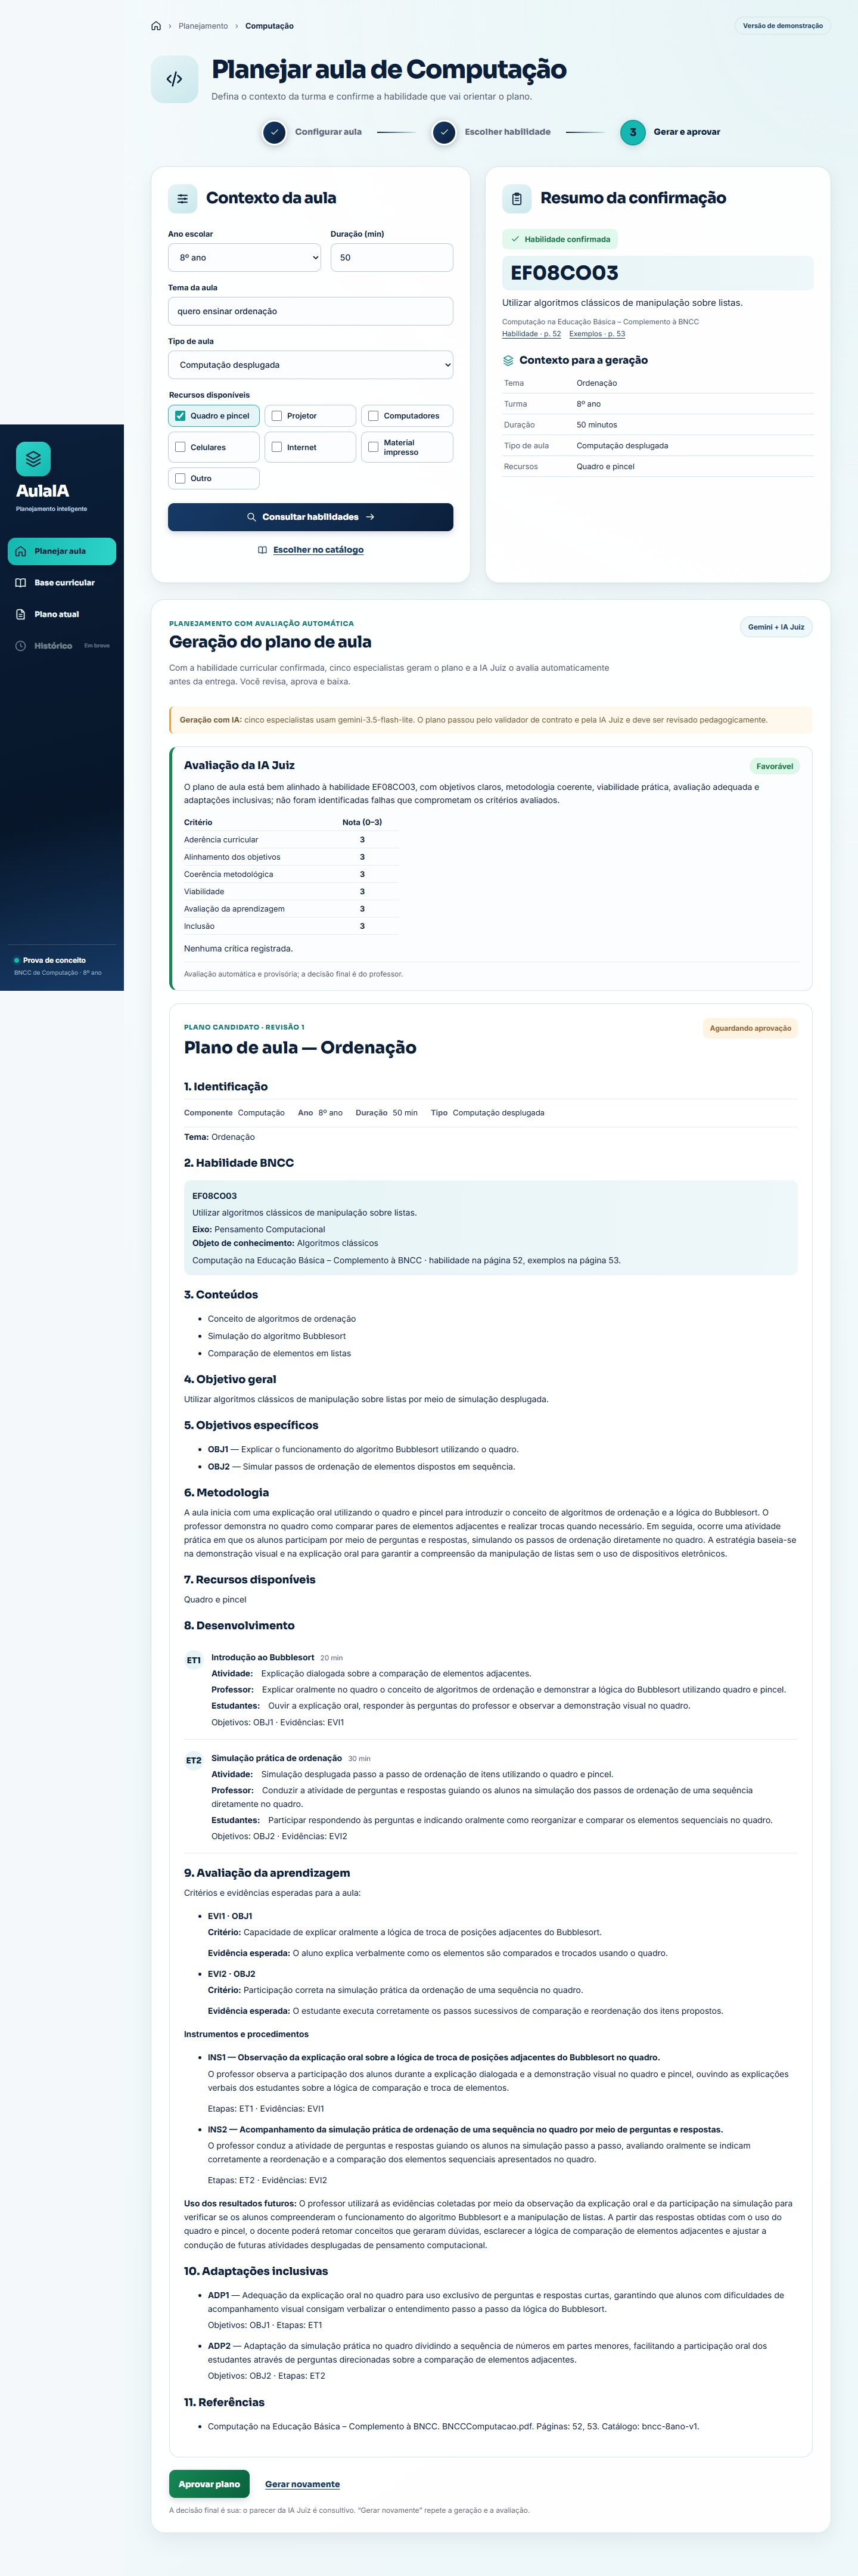 Planejamento › Computação
Versão de demonstração
Planejar aula de Computação
Defina o contexto da turma e confirme a habilidade que vai orientar o plano.
Configurar aula
Escolher habilidade
3 Gerar e aprovar
AulaIA
Planejamento inteligente
Planejar aula
Base curricular
Plano atual
Histórico Em breve
Prova de conceito
BNCC de Computação · 8º ano
Contexto da aula
Ano escolar
Duração (min)
8º ano
50
Tema da aula
quero ensinar ordenação
Tipo de aula
Computação desplugada
Recursos disponíveis
Quadro e pincel
Projetor
Computadores
Celulares
Internet
Material
impresso
Outro
Consultar habilidades →
Escolher no catálogo
Resumo da confirmação
Habilidade confirmada
EF08CO03
Utilizar algoritmos clássicos de manipulação sobre listas.
Computação na Educação Básica – Complemento à BNCC
Habilidade · p. 52 Exemplos · p. 53
Contexto para a geração
Tema Ordenação
Turma 8º ano
Duração 50 minutos
Tipo de aula Computação desplugada
Recursos Quadro e pincel
PLANEJAMENTO COM AVALIAÇÃO AUTOMÁTICA
Geração do plano de aula
Gemini + IA Juiz
Com a habilidade curricular confirmada, cinco especialistas geram o plano e a IA Juiz o avalia automaticamente
antes da entrega. Você revisa, aprova e baixa.
Geração com IA: cinco especialistas usam gemini-3.5-flash-lite. O plano passou pelo validador de contrato e pela IA Juiz e deve ser revisado pedagogicamente.
Avaliação da IA Juiz
Favorável
O plano de aula está bem alinhado à habilidade EF08CO03, com objetivos claros, metodologia coerente, viabilidade prática, avaliação adequada e
adaptações inclusivas; não foram identificadas falhas que comprometam os critérios avaliados.
Critério Nota (0–3)
Aderência curricular 3
Alinhamento dos objetivos 3
Coerência metodológica 3
Viabilidade 3
Avaliação da aprendizagem 3
Inclusão 3
Nenhuma crítica registrada.
Avaliação automática e provisória; a decisão final é do professor.
PLANO CANDIDATO · REVISÃO 1
Aguardando aprovação
Plano de aula — Ordenação
1. Identificação
Componente Computação Ano 8º ano Duração 50 min Tipo Computação desplugada
Tema: Ordenação
2. Habilidade BNCC
EF08CO03
Utilizar algoritmos clássicos de manipulação sobre listas.
Eixo: Pensamento Computacional
Objeto de conhecimento: Algoritmos clássicos
Computação na Educação Básica – Complemento à BNCC · habilidade na página 52, exemplos na página 53.
3. Conteúdos
• Conceito de algoritmos de ordenação
• Simulação do algoritmo Bubblesort
• Comparação de elementos em listas
4. Objetivo geral
Utilizar algoritmos clássicos de manipulação sobre listas por meio de simulação desplugada.
5. Objetivos específicos
• OBJ1 — Explicar o funcionamento do algoritmo Bubblesort utilizando o quadro.
• OBJ2 — Simular passos de ordenação de elementos dispostos em sequência.
6. Metodologia
A aula inicia com uma explicação oral utilizando o quadro e pincel para introduzir o conceito de algoritmos de ordenação e a lógica do Bubblesort. O
professor demonstra no quadro como comparar pares de elementos adjacentes e realizar trocas quando necessário. Em seguida, ocorre uma atividade
prática em que os alunos participam por meio de perguntas e respostas, simulando os passos de ordenação diretamente no quadro. A estratégia baseia-se
na demonstração visual e na explicação oral para garantir a compreensão da manipulação de listas sem o uso de dispositivos eletrônicos.
7. Recursos disponíveis
Quadro e pincel
8. Desenvolvimento
ET1 Introdução ao Bubblesort 20 min
Atividade: Explicação dialogada sobre a comparação de elementos adjacentes.
Professor: Explicar oralmente no quadro o conceito de algoritmos de ordenação e demonstrar a lógica do Bubblesort utilizando quadro e pincel.
Estudantes: Ouvir a explicação oral, responder às perguntas do professor e observar a demonstração visual no quadro.
Objetivos: OBJ1 · Evidências: EVI1
ET2 Simulação prática de ordenação 30 min
Atividade: Simulação desplugada passo a passo de ordenação de itens utilizando o quadro e pincel.
Professor: Conduzir a atividade de perguntas e respostas guiando os alunos na simulação dos passos de ordenação de uma sequência
diretamente no quadro.
Estudantes: Participar respondendo às perguntas e indicando oralmente como reorganizar e comparar os elementos sequenciais no quadro.
Objetivos: OBJ2 · Evidências: EVI2
9. Avaliação da aprendizagem
Critérios e evidências esperadas para a aula:
• EVI1 · OBJ1
Critério: Capacidade de explicar oralmente a lógica de troca de posições adjacentes do Bubblesort.
Evidência esperada: O aluno explica verbalmente como os elementos são comparados e trocados usando o quadro.
• EVI2 · OBJ2
Critério: Participação correta na simulação prática da ordenação de uma sequência no quadro.
Evidência esperada: O estudante executa corretamente os passos sucessivos de comparação e reordenação dos itens propostos.
Instrumentos e procedimentos
• INS1 — Observação da explicação oral sobre a lógica de troca de posições adjacentes do Bubblesort no quadro.
O professor observa a participação dos alunos durante a explicação dialogada e a demonstração visual no quadro e pincel, ouvindo as explicações
verbais dos estudantes sobre a lógica de comparação e troca de elementos.
Etapas: ET1 · Evidências: EVI1
• INS2 — Acompanhamento da simulação prática de ordenação de uma sequência no quadro por meio de perguntas e respostas.
O professor conduz a atividade de perguntas e respostas guiando os alunos na simulação passo a passo, avaliando oralmente se indicam
corretamente a reordenação e a comparação dos elementos sequenciais apresentados no quadro.
Etapas: ET2 · Evidências: EVI2
Uso dos resultados futuros: O professor utilizará as evidências coletadas por meio da observação da explicação oral e da participação na simulação para
verificar se os alunos compreenderam o funcionamento do algoritmo Bubblesort e a manipulação de listas. A partir das respostas obtidas com o uso do
quadro e pincel, o docente poderá retomar conceitos que geraram dúvidas, esclarecer a lógica de comparação de elementos adjacentes e ajustar a
condução de futuras atividades desplugadas de pensamento computacional.
10. Adaptações inclusivas
• ADP1 — Adequação da explicação oral no quadro para uso exclusivo de perguntas e respostas curtas, garantindo que alunos com dificuldades de
acompanhamento visual consigam verbalizar o entendimento passo a passo da lógica do Bubblesort.
Objetivos: OBJ1 · Etapas: ET1
• ADP2 — Adaptação da simulação prática no quadro dividindo a sequência de números em partes menores, facilitando a participação oral dos
estudantes através de perguntas direcionadas sobre a comparação de elementos adjacentes.
Objetivos: OBJ2 · Etapas: ET2
11. Referências
• Computação na Educação Básica – Complemento à BNCC. BNCCComputacao.pdf. Páginas: 52, 53. Catálogo: bncc-8ano-v1.
Aprovar plano
Gerar novamente
A decisão final é sua: o parecer da IA Juiz é consultivo. "Gerar novamente" repete a geração e a avaliação.